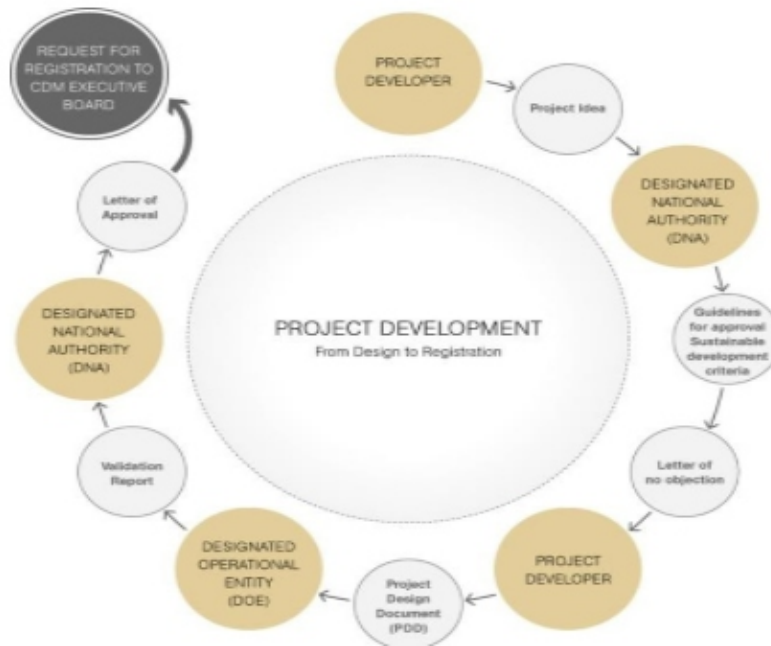 REQUEST FOR
REGISTRATION TO
CDM EXECUTIVE
BOARD
PROJECT
DEVELOPER
Project Idea
DESIGNATED
NATIONAL
AUTHORITY
(DNA)
Guidelines
for approval
Sustainable
development
criteria
Letter of
no objection
PROJECT
DEVELOPER
Project
Design
Document
(PDD)
DESIGNATED
OPERATIONAL
ENTITY
(DOE)
Validation
Report
DESIGNATED
NATIONAL
AUTHORITY
(DNA)
Letter of
Approval
PROJECT DEVELOPMENT
From Design to Registration